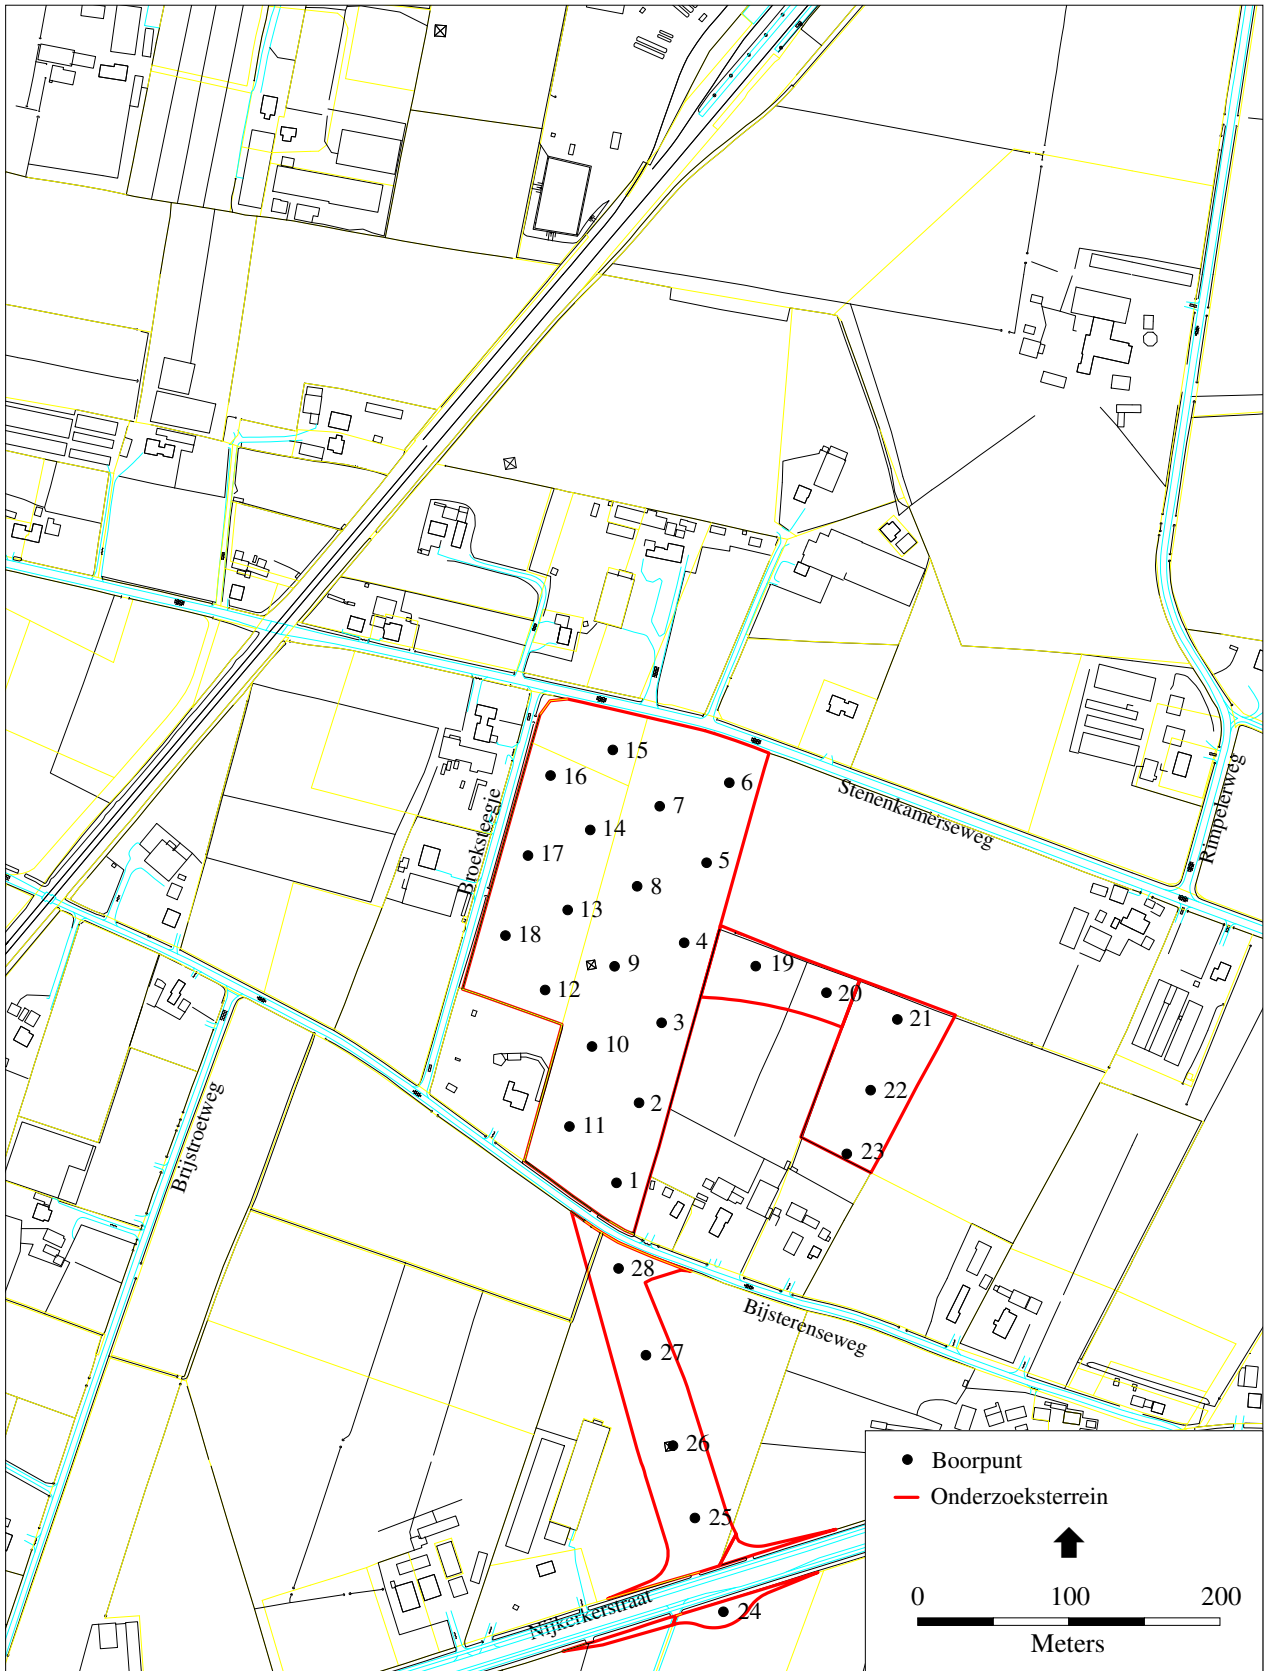 15
16
6
7
Stenenkamerseweg
Rimpelerweg
14
Broeksteegje
17
5
8
13
18
4
9
19
12
20
21
3
10
22
2
11
Brijstroetweg
23
1
28
Bijsterenseweg
27
26
25
24
Nijkerkerstraat
Boorpunt
Onderzoeksterrein
0 100 200
Meters